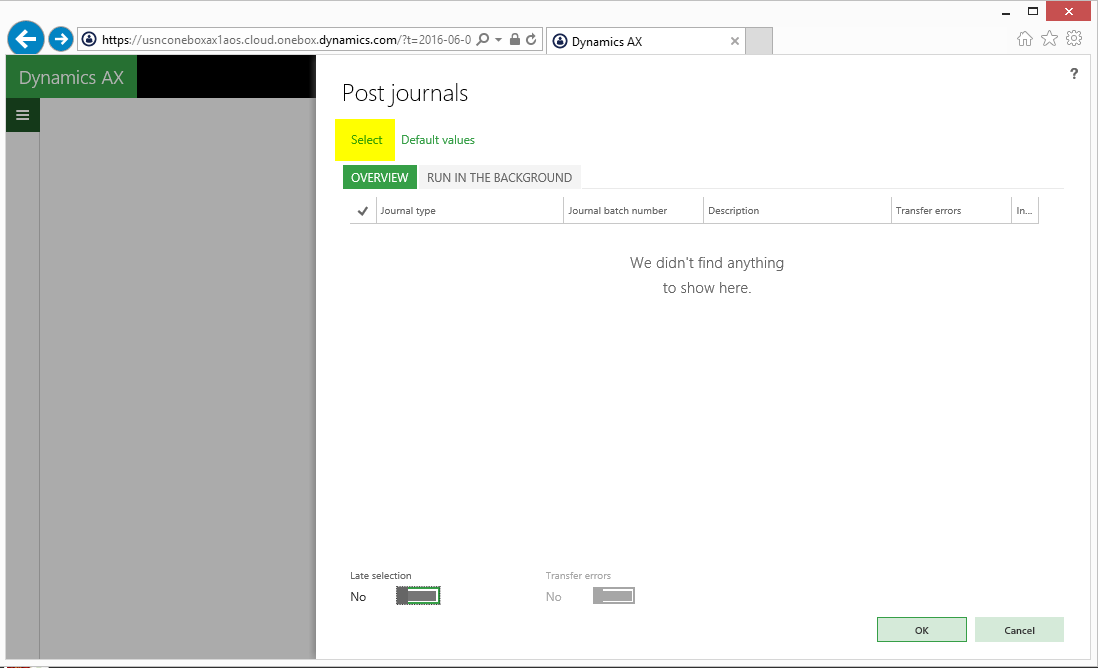 https://usnconeboxax1aos.cloud.onebox.dynamics.com/?t=2016-06-0
Dynamics AX
Dynamics AX
?
Post journals
Select Default values
OVERVIEW RUN IN THE BACKGROUND
Journal type Journal batch number Description Transfer errors In...
We didn't find anything
to show here.
Late selection Transfer errors
No No
OK Cancel